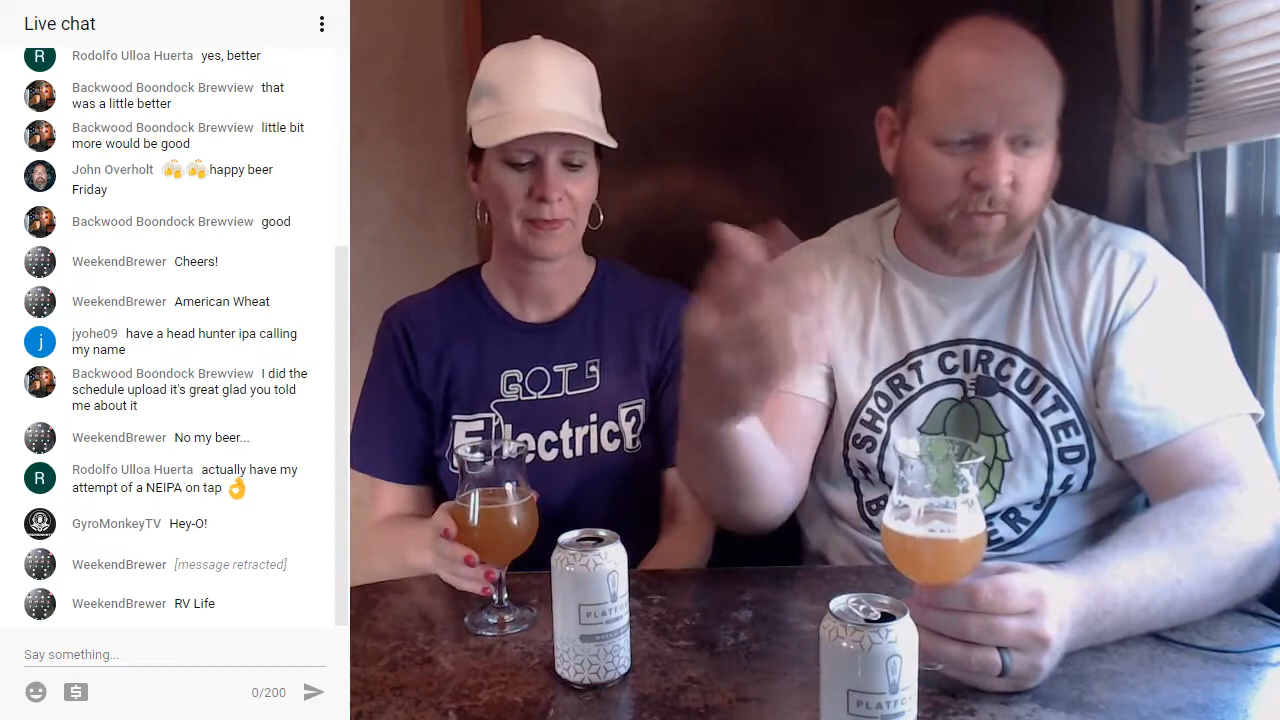 Live chat
Rodolfo Ulloa Huerta yes, better
Backwood Boondock Brewview that
was a little better
Backwood Boondock Brewview little bit
more would be good
John Overholt 🍻🍻happy beer
Friday
Backwood Boondock Brewview good
WeekendBrewer Cheers!
WeekendBrewer American Wheat
jyohe09 have a head hunter ipa calling
my name
Backwood Boondock Brewview I did the
schedule upload it's great glad you told
me about it
WeekendBrewer No my beer...
Rodolfo Ulloa Huerta actually have my
attempt of a NEIPA on tap 👌
GyroMonkeyTV Hey-O!
WeekendBrewer [message retracted]
WeekendBrewer RV Life
Say something...
0/200
R
j
R
GOT
Electric?
SHORT CIRCUITED
PLATFO
PLATFO